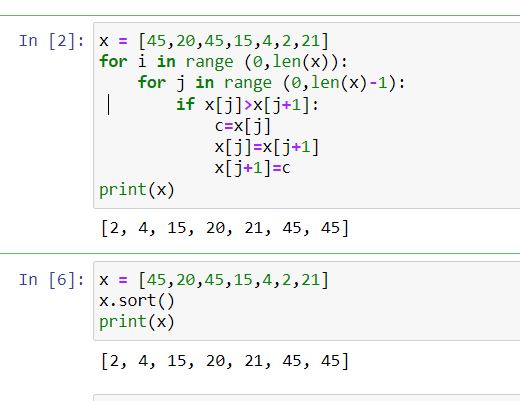 In [2]: x = [45,20,45,15,4,2,21]
for i in range (0,len(x)):
    for j in range (0,len(x)-1):
        if x[j]>x[j+1]:
            c=x[j]
            x[j]=x[j+1]
            x[j+1]=c
print(x)
[2, 4, 15, 20, 21, 45, 45]
In [6]: x = [45,20,45,15,4,2,21]
x.sort()
print(x)
[2, 4, 15, 20, 21, 45, 45]